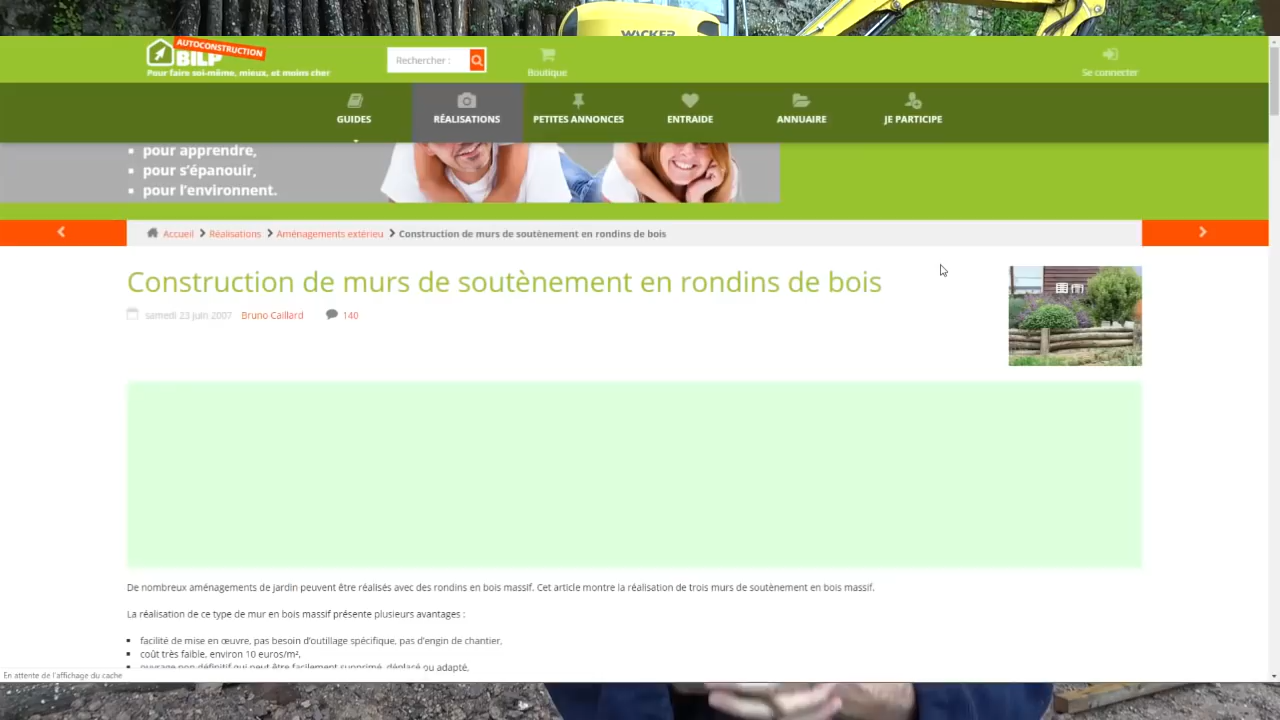 WACKER
AUTOCONSTRUCTION
BILP
Pour faire soi-même, mieux, et moins cher
Rechercher :
Boutique
Se connecter
GUIDES
RÉALISATIONS
PETITES ANNONCES
ENTRAIDE
ANNUAIRE
JE PARTICIPE
pour apprendre,
pour s'épanouir,
pour l'environnent.
Accueil > Réalisations > Aménagements extérieu > Construction de murs de soutènement en rondins de bois
Construction de murs de soutènement en rondins de bois
samedi 23 juin 2007 Bruno Caillard 140
De nombreux aménagements de jardin peuvent être réalisés avec des rondins en bois massif. Cet article montre la réalisation de trois murs de soutènement en bois massif.
La réalisation de ce type de mur en bois massif présente plusieurs avantages :
facilité de mise en œuvre, pas besoin d'outillage spécifique, pas d'engin de chantier,
coût très faible, environ 10 euros/m²,
ouvrage non définitif qui peut être facilement supprimé, déplacé ou adapté,
En attente de l'affichage du cache